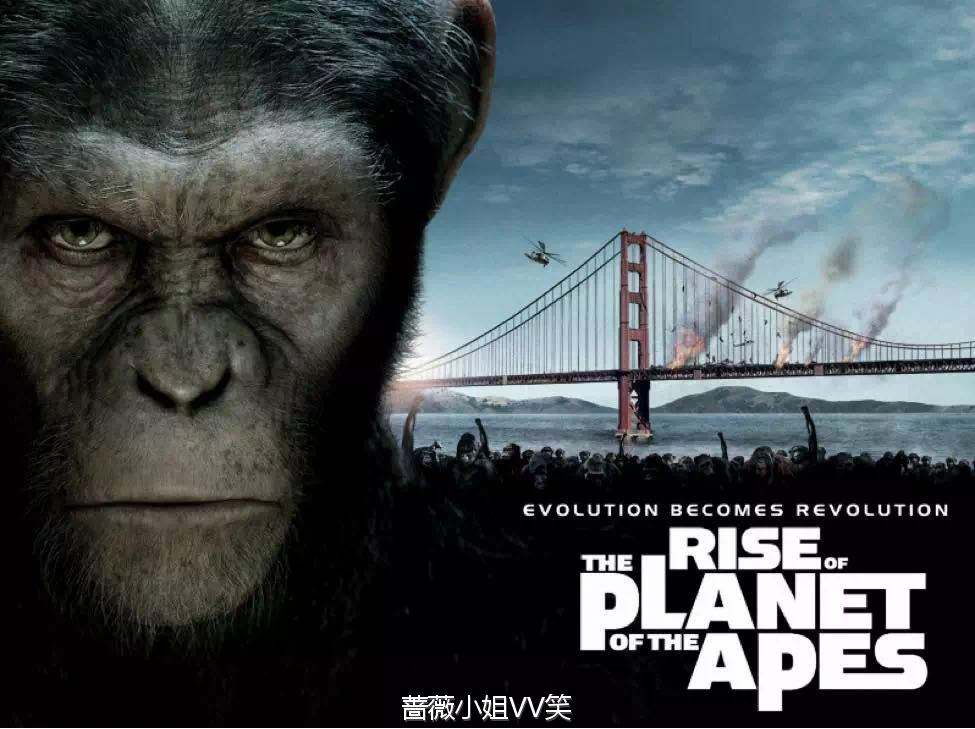 EVOLUTION BECOMES REVOLUTION
RISE OF
THE PLANET
OF THE APES
蔷薇小姐VV笑